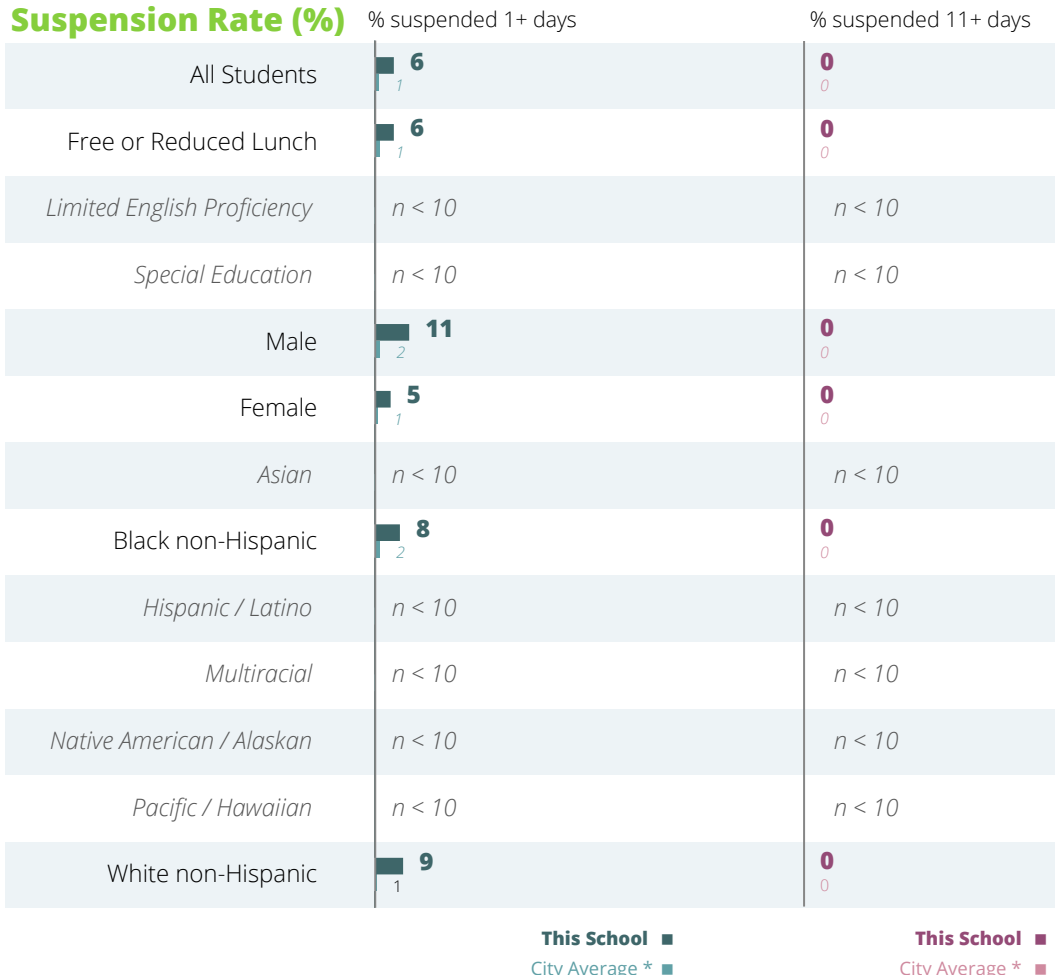 Suspension Rate (%) % suspended 1+ days % suspended 11+ days
All Students 6 0
1 0
Free or Reduced Lunch 6 0
1 0
Limited English Proficiency n < 10 n < 10
Special Education n < 10 n < 10
Male 11 0
2 0
Female 5 0
1 0
Asian n < 10 n < 10
Black non-Hispanic 8 0
2 0
Hispanic / Latino n < 10 n < 10
Multiracial n < 10 n < 10
Native American / Alaskan n < 10 n < 10
Pacific / Hawaiian n < 10 n < 10
White non-Hispanic 9 0
1 0
This School This School
City Average * City Average *